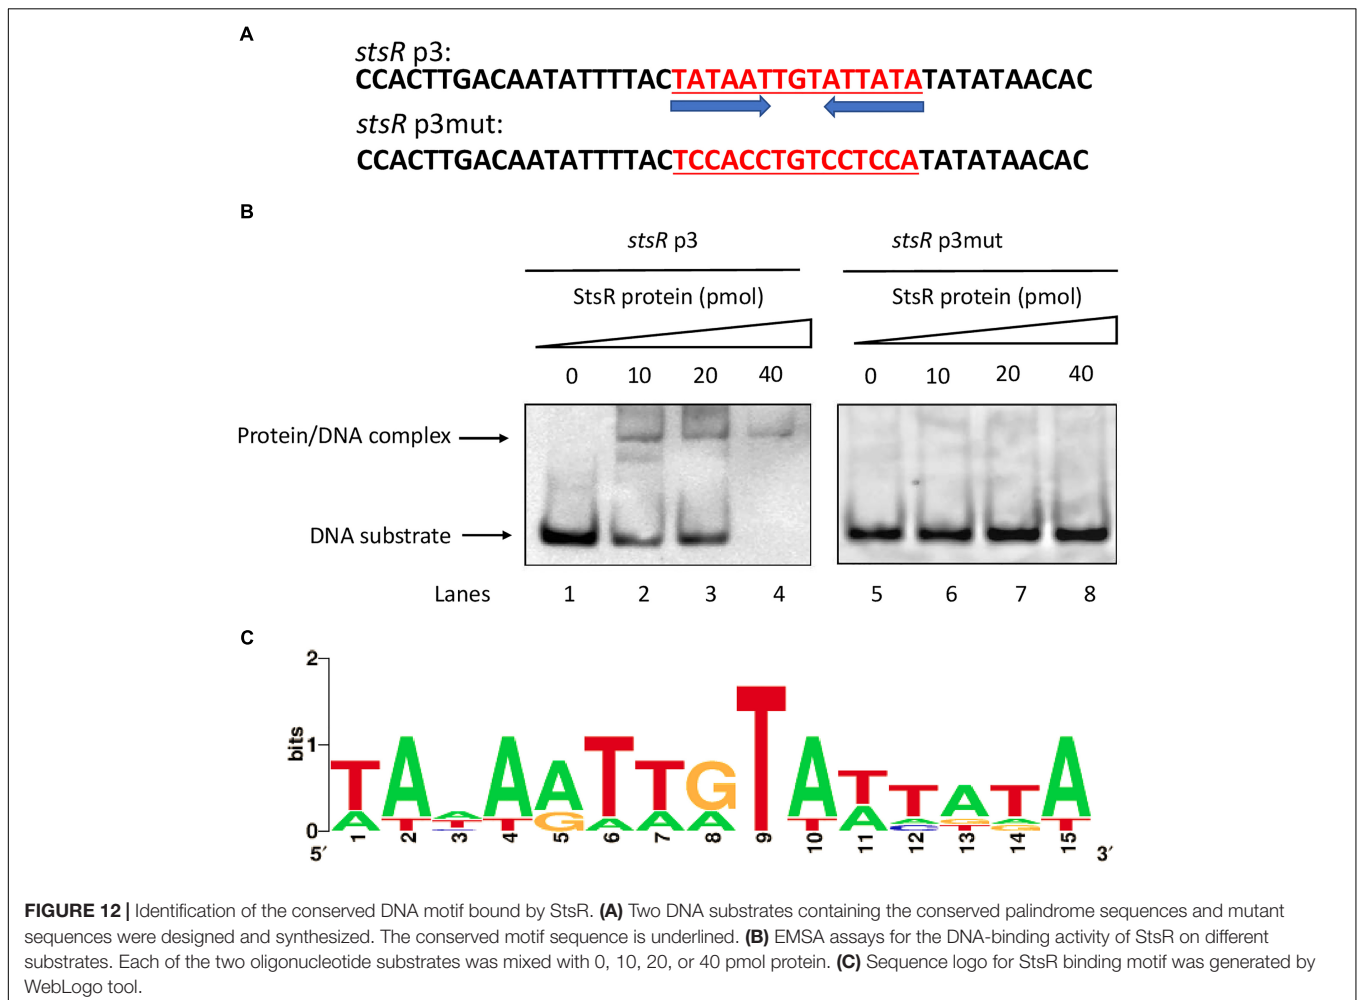 A
stsR p3:
CCACTTGACAATATTTTACTATAATTGTATTATATATATAACAC
stsR p3mut:
CCACTTGACAATATTTTACTCCACCTGTCCTCCATATATAACAC
B
stsR p3 stsR p3mut
StsR protein (pmol) StsR protein (pmol)
0 10 20 40 0 10 20 40
Protein/DNA complex
DNA substrate
Lanes 1 2 3 4 5 6 7 8
C
2
1
0
bits
TAAATTGTATTATA
1 2 3 4 5 6 7 8 9 10 11 12 13 14 15
5′ 3′
FIGURE 12 | Identification of the conserved DNA motif bound by StsR. (A) Two DNA substrates containing the conserved palindrome sequences and mutant
sequences were designed and synthesized. The conserved motif sequence is underlined. (B) EMSA assays for the DNA-binding activity of StsR on different
substrates. Each of the two oligonucleotide substrates was mixed with 0, 10, 20, or 40 pmol protein. (C) Sequence logo for StsR binding motif was generated by
WebLogo tool.